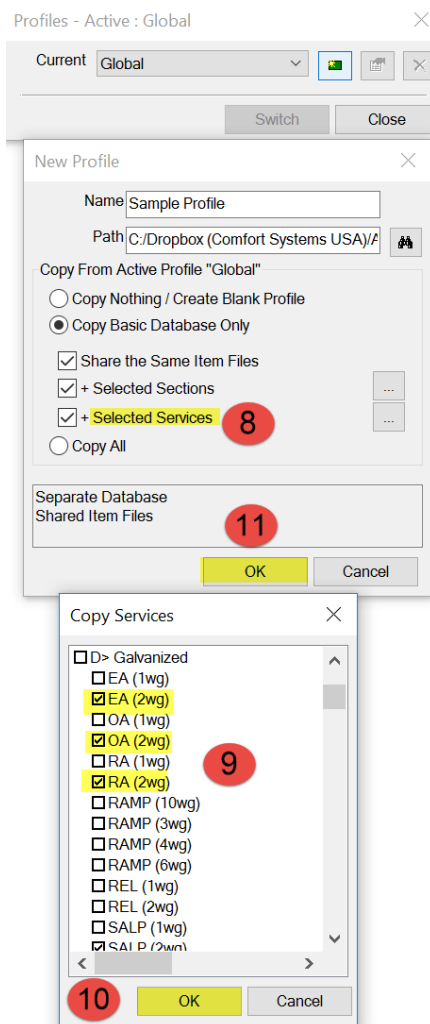 Profiles - Active : Global
Current Global
Switch Close
New Profile
Name Sample Profile
Path C:/Dropbox (Comfort Systems USA)/A
Copy From Active Profile "Global"
Copy Nothing / Create Blank Profile
Copy Basic Database Only
Share the Same Item Files
+ Selected Sections ...
+ Selected Services 8 ...
Copy All
Separate Database
Shared Item Files
11
OK Cancel
Copy Services
D> Galvanized
EA (1wg)
EA (2wg)
OA (1wg)
OA (2wg)
RA (1wg) 9
RA (2wg)
RAMP (10wg)
RAMP (3wg)
RAMP (4wg)
RAMP (6wg)
REL (1wg)
REL (2wg)
SALP (1wg)
SALP (2wg)
10 OK Cancel